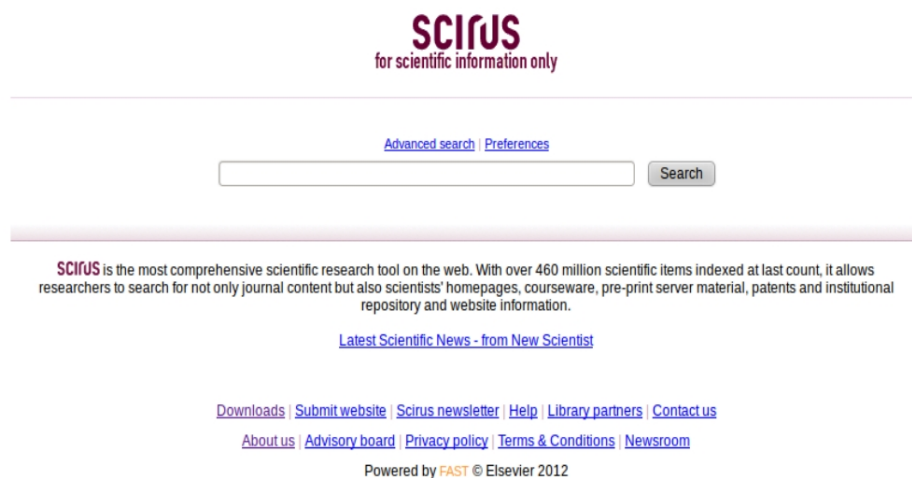 SCIRUS
for scientific information only
Advanced search | Preferences
Search
SCIRUS is the most comprehensive scientific research tool on the web. With over 460 million scientific items indexed at last count, it allows
researchers to search for not only journal content but also scientists' homepages, courseware, pre-print server material, patents and institutional
repository and website information.
Latest Scientific News - from New Scientist
Downloads | Submit website | Scirus newsletter | Help | Library partners | Contact us
About us | Advisory board | Privacy policy | Terms & Conditions | Newsroom
Powered by FAST © Elsevier 2012